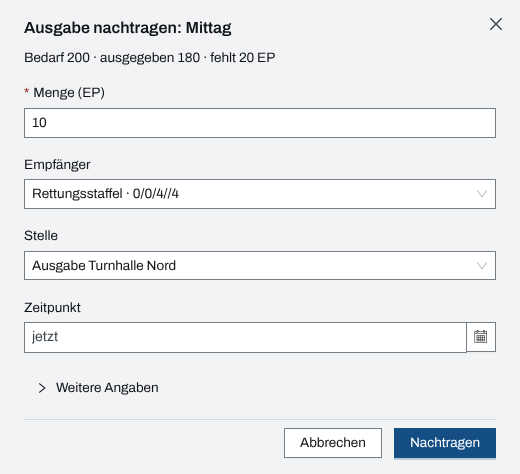 Ausgabe nachtragen: Mittag
Bedarf 200 · ausgegeben 180 · fehlt 20 EP
* Menge (EP)
10
Empfänger
Rettungsstaffel · 0/0/4//4
Stelle
Ausgabe Turnhalle Nord
Zeitpunkt
jetzt
Weitere Angaben
Abbrechen
Nachtragen